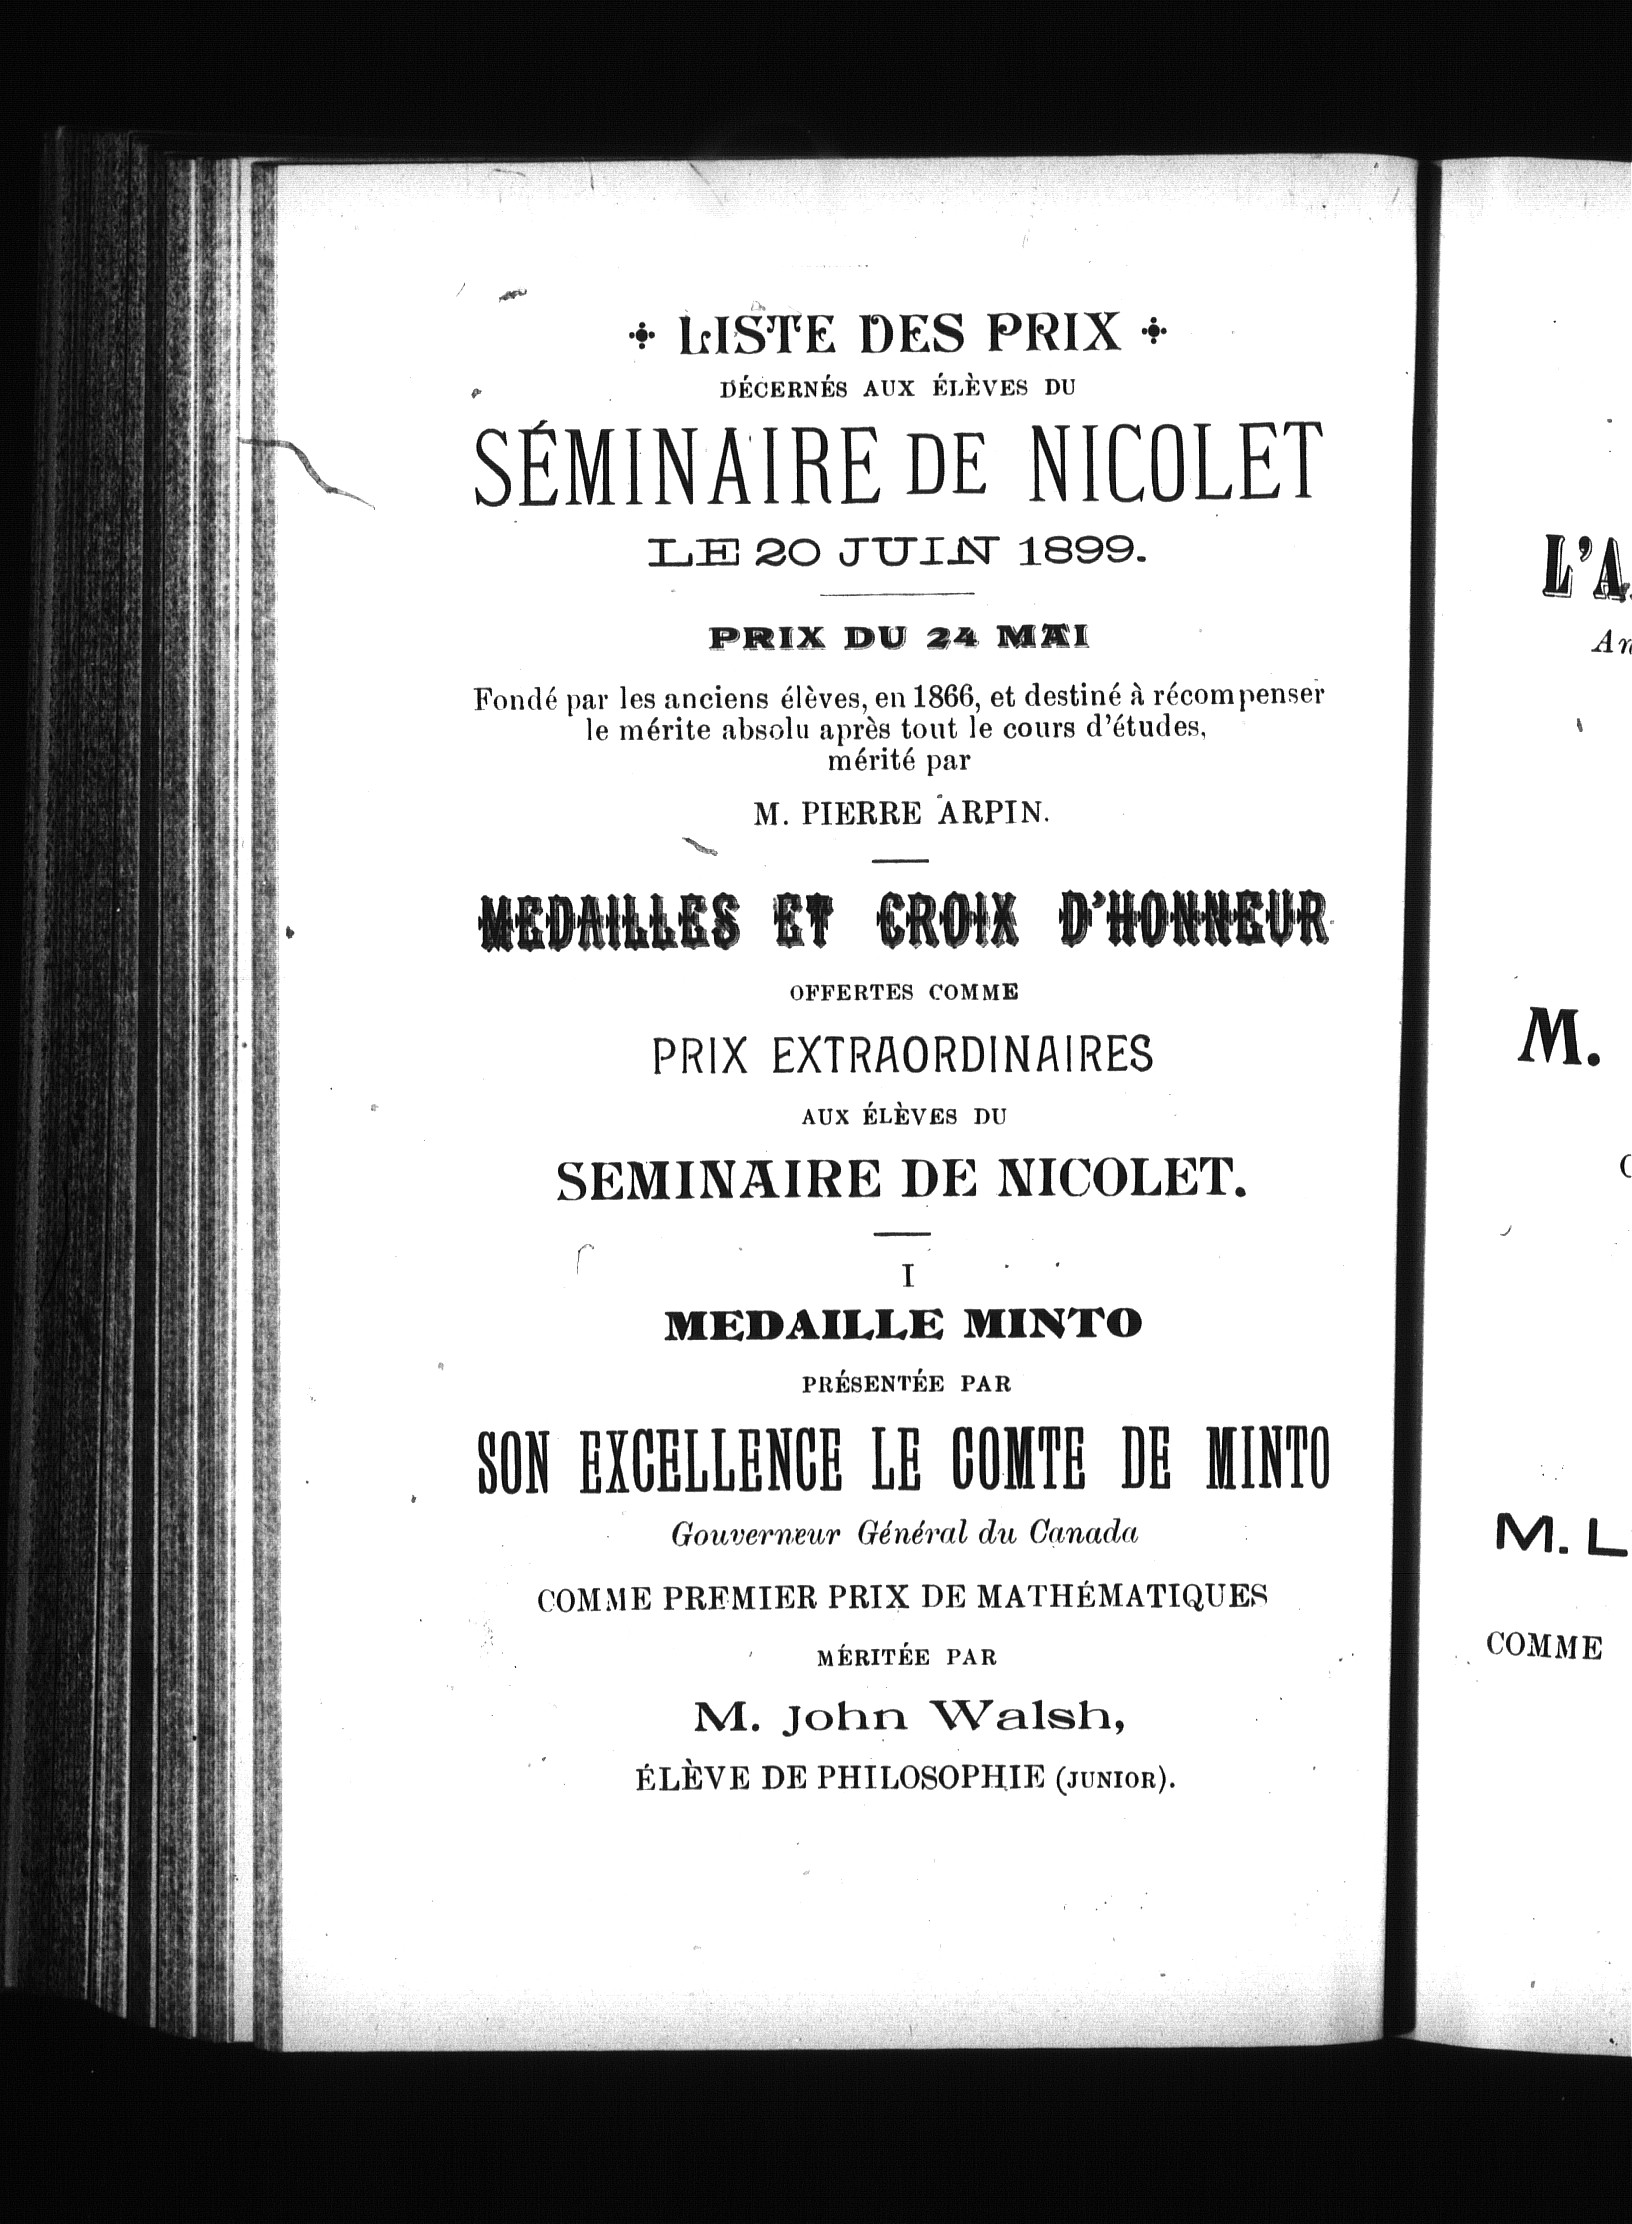 LISTE DES PRIX
DÉCERNÉS AUX ÉLÈVES DU
SÉMINAIRE DE NICOLET
LE 20 JUIN 1899.
PRIX DU 24 MAI
Fondé par les anciens élèves, en 1866, et destiné à récompenser
le mérite absolu après tout le cours d'études,
mérité par
M. PIERRE ARPIN.
MEDAILLES ET CROIX D'HONNEUR
OFFERTES COMME
PRIX EXTRAORDINAIRES
AUX ÉLÈVES DU
SEMINAIRE DE NICOLET.
I
MEDAILLE MINTO
PRÉSENTÉE PAR
SON EXCELLENCE LE COMTE DE MINTO
Gouverneur Général du Canada
COMME PREMIER PRIX DE MATHÉMATIQUES
MÉRITÉE PAR
M. John Walsh,
ÉLÈVE DE PHILOSOPHIE (JUNIOR).
L'A
An
M.
M. L
COMME